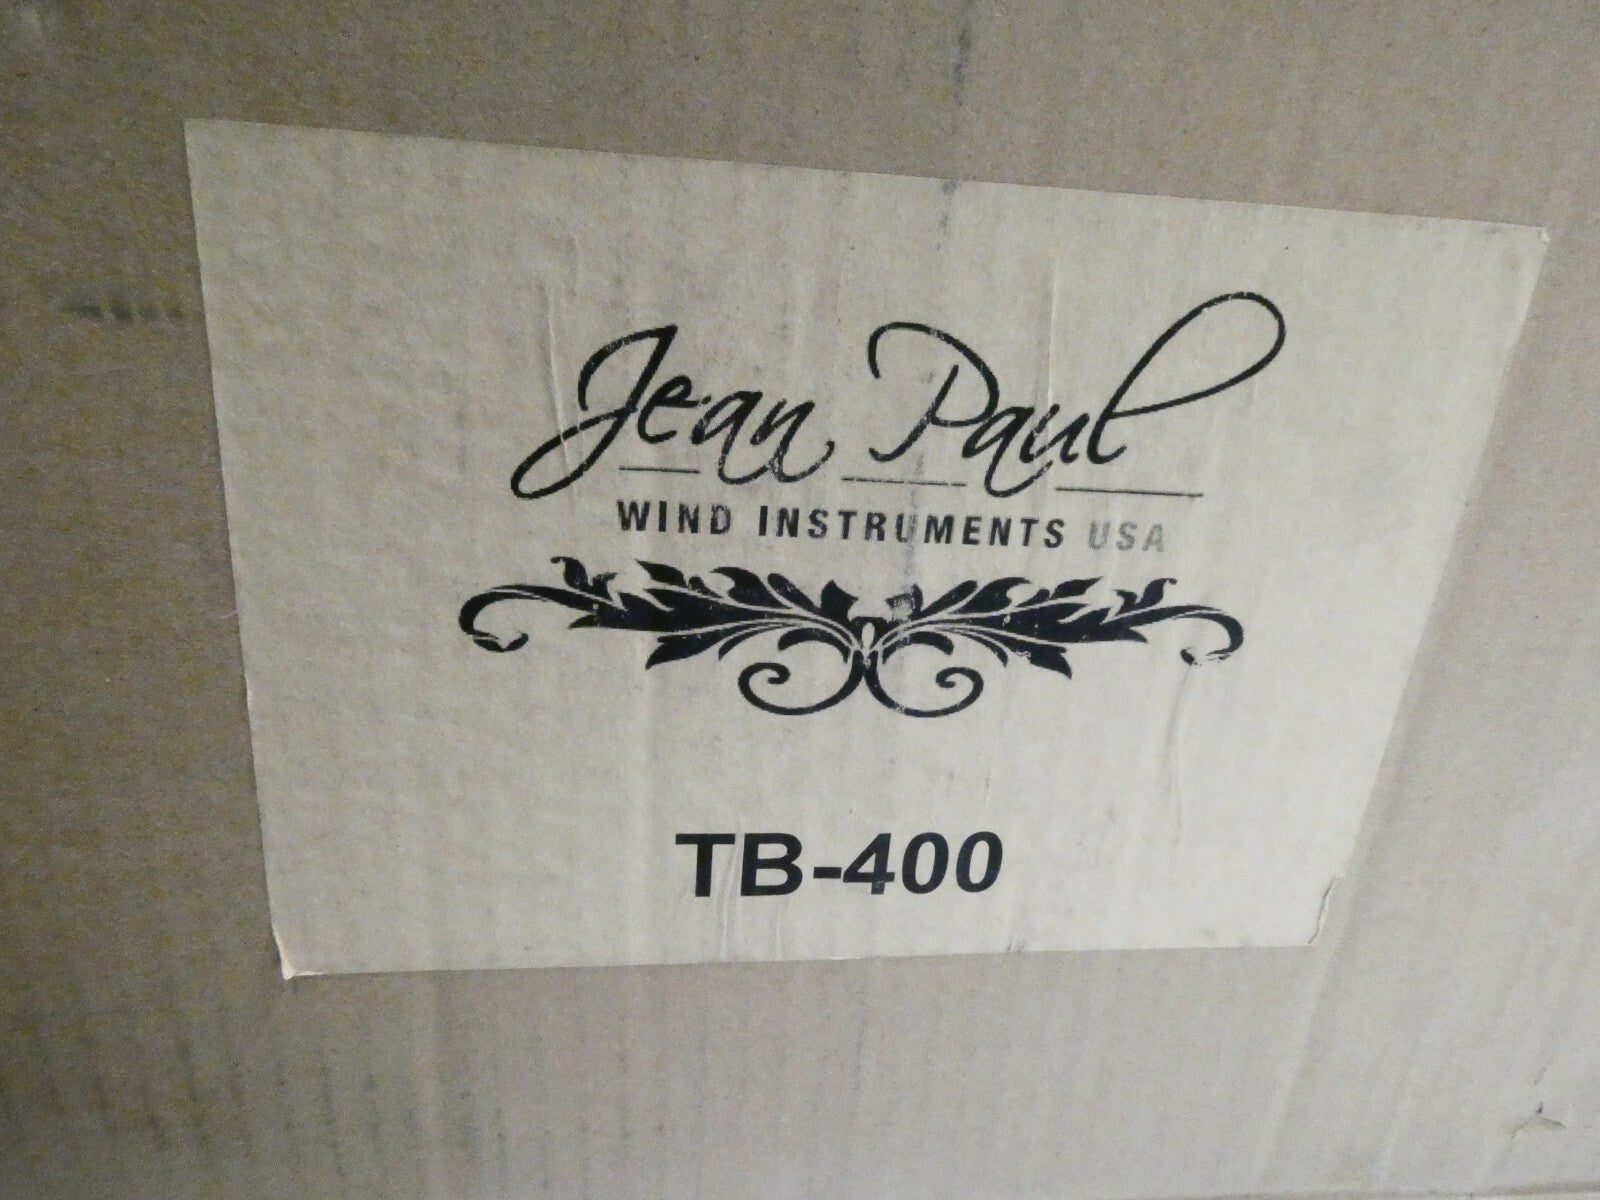 Jean Paul
WIND INSTRUMENTS USA
TB-400